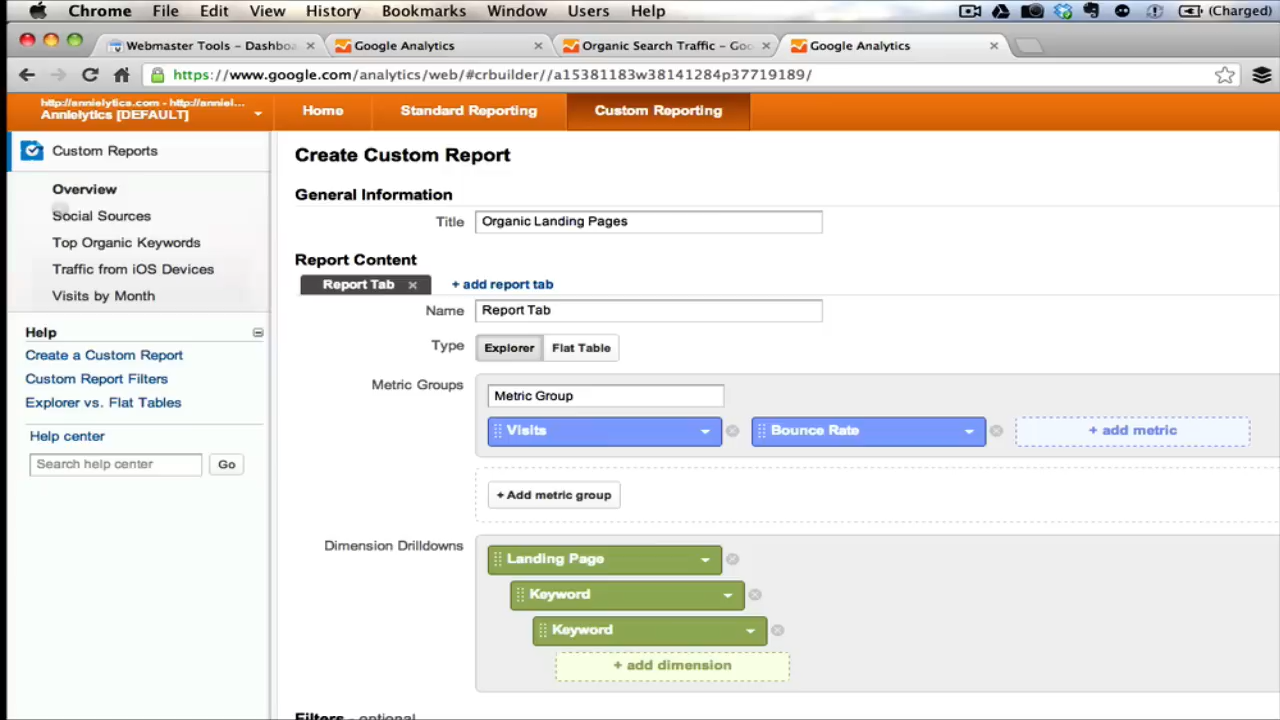 Chrome File Edit View History Bookmarks Window Users Help (Charged)
Webmaster Tools - Dashboa Google Analytics Organic Search Traffic - Goo Google Analytics
https://www.google.com/analytics/web/#crbuilder//a15381183w38141284p37719189/
http://annielytics.com - http://anniel...
Annielytics [DEFAULT]
Home Standard Reporting Custom Reporting
Custom Reports
Overview
Social Sources
Top Organic Keywords
Traffic from iOS Devices
Visits by Month
Help
Create a Custom Report
Custom Report Filters
Explorer vs. Flat Tables
Help center
Search help center Go
Create Custom Report
General Information
Title Organic Landing Pages
Report Content
Report Tab + add report tab
Name Report Tab
Type Explorer Flat Table
Metric Groups Metric Group
Visits Bounce Rate + add metric
+ Add metric group
Dimension Drilldowns Landing Page
Keyword
Keyword
+ add dimension
Filters - optional